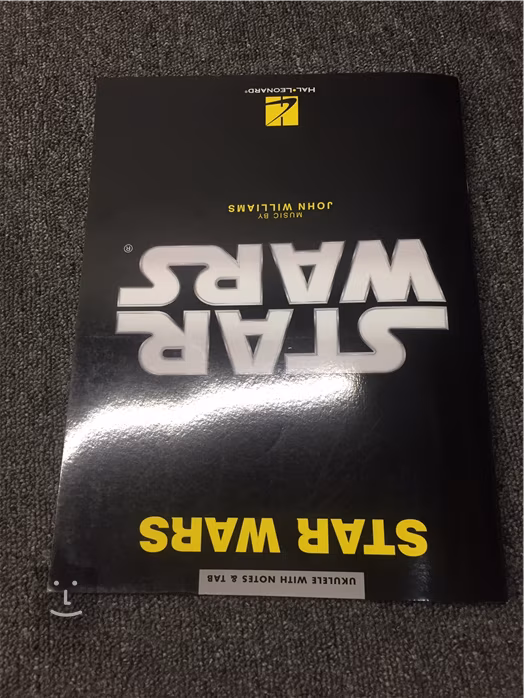 UKULELE WITH NOTES & TAB
STAR WARS
STAR
WARS®
MUSIC BY
JOHN WILLIAMS
HAL•LEONARD®